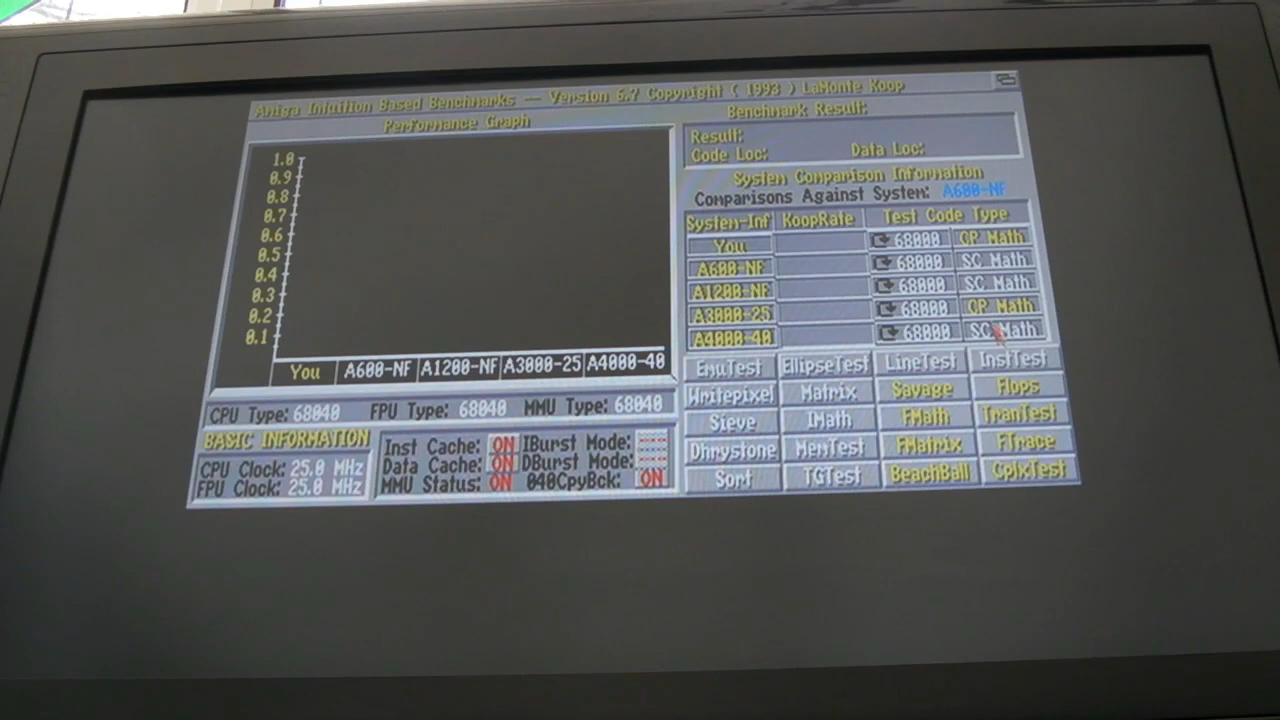 Amiga Intuition Based Benchmarks -- Version 6.7 Copyright ( 1993 ) LaMonte Koop
Performance Graph
1.0
0.9
0.8
0.7
0.6
0.5
0.4
0.3
0.2
0.1
You A600-NF A1200-NF A3000-25 A4000-40
CPU Type: 68040 FPU Type: 68040 MMU Type: 68040
BASIC INFORMATION
CPU Clock: 25.0 MHz
FPU Clock: 25.0 MHz
Inst Cache: ON IBurst Mode: ---
Data Cache: ON DBurst Mode: ---
MMU Status: ON 040CpyBck: ON
Benchmark Result:
Result:
Code Loc: Data Loc:
System Comparison Information
Comparisons Against System: A600-NF
System-Inf KoopRate Test Code Type
You 68000 CP Math
A600-NF 68000 SC Math
A1200-NF 68000 SC Math
A3000-25 68000 CP Math
A4000-40 68000 SC Math
EmuTest EllipseTest LineTest InstTest
Writepixel Matrix Savage Flops
Sieve IMath FMath TranTest
Dhrystone MemTest FMatrix FTrace
Sort TGTest BeachBall CplxTest